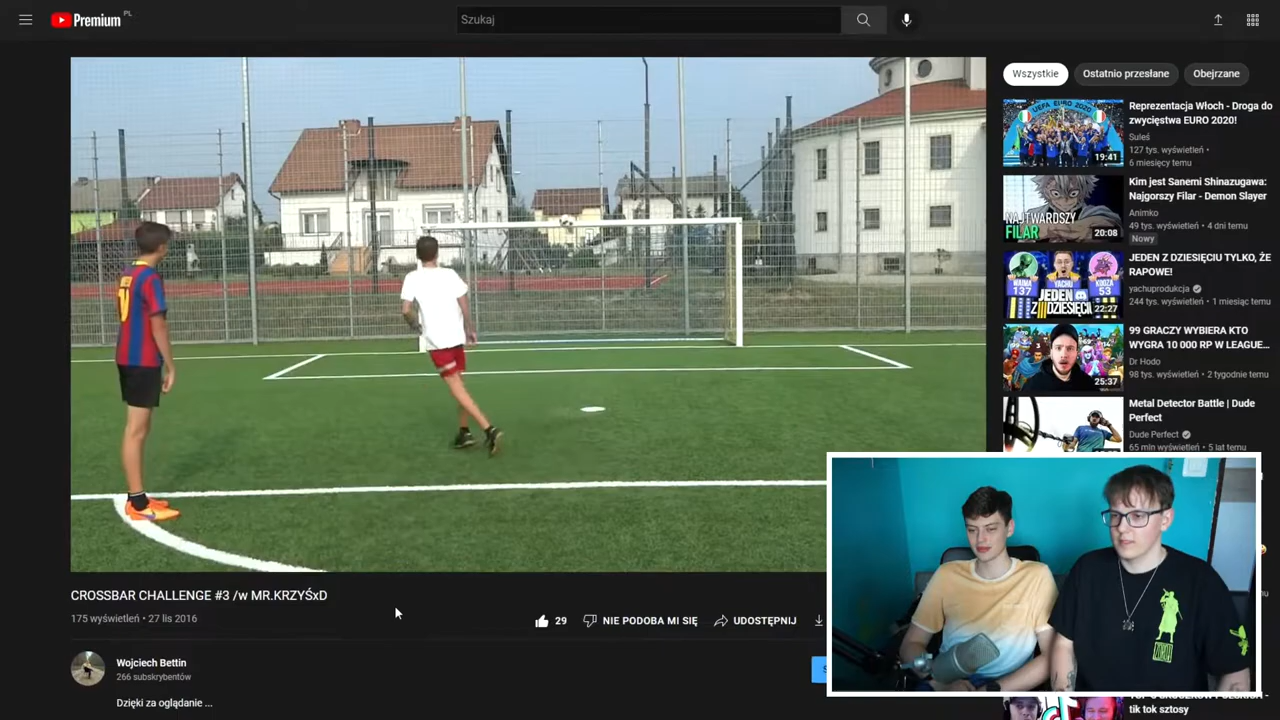 Premium PL
Szukaj
Wszystkie
Ostatnio przesłane
Obejrzane
Reprezentacja Włoch - Droga do
zwycięstwa EURO 2020!
Suleś
127 tys. wyświetleń •
6 miesięcy temu
UEFA EURO 2020
19:41
Kim jest Sanemi Shinazugawa:
Najgorszy Filar - Demon Slayer
Animko
49 tys. wyświetleń • 4 dni temu
Nowy
NAJTWARDSZY
FILAR
20:08
JEDEN Z DZIESIĘCIU TYLKO, ŻE
RAPOWE!
yachuprodukcja
244 tys. wyświetleń • 1 miesiąc temu
137
YACHU
53
JEDEN
22:27
99 GRACZY WYBIERA KTO
WYGRA 10 000 RP W LEAGUE...
Dr Hodo
98 tys. wyświetleń • 2 tygodnie temu
25:37
Metal Detector Battle | Dude
Perfect
Dude Perfect
65 mln wyświetleń • 5 lat temu
CROSSBAR CHALLENGE #3 /w MR.KRZYŚxD
175 wyświetleń • 27 lis 2016
29
NIE PODOBA MI SIĘ
UDOSTĘPNIJ
Wojciech Bettin
266 subskrybentów
Dzięki za oglądanie ...
tik tok sztosy